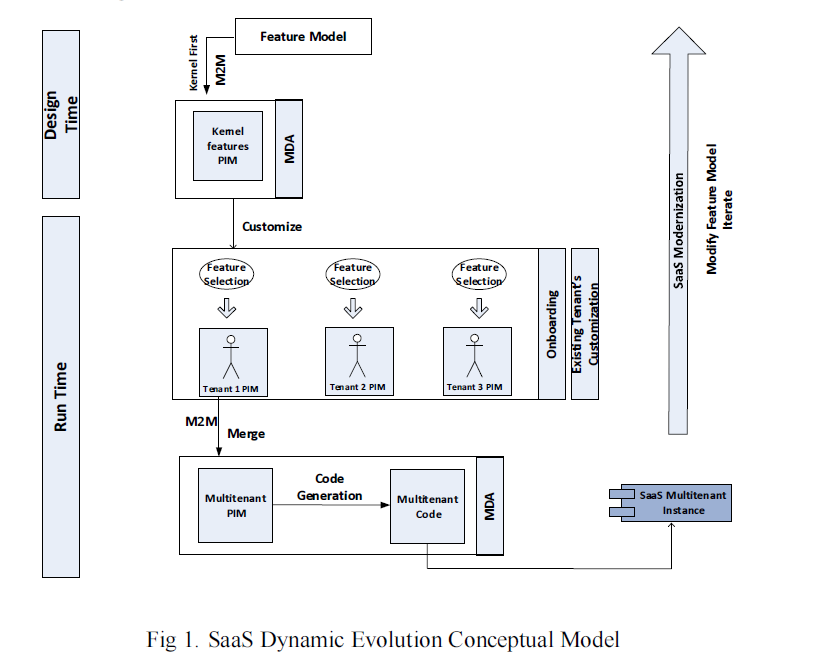 Feature Model
Kernel First
M2M
Design
Time
Kernel
features
PIM
MDA
Customize
Feature
Selection
Feature
Selection
Feature
Selection
Tenant 1 PIM
Tenant 2 PIM
Tenant 3 PIM
Onboarding
Existing Tenant's
Customization
Run Time
M2M
Merge
Multitenant
PIM
Code
Generation
Multitenant
Code
MDA
SaaS Modernization
Modify Feature Model
Iterate
SaaS Multitenant
Instance
Fig 1. SaaS Dynamic Evolution Conceptual Model